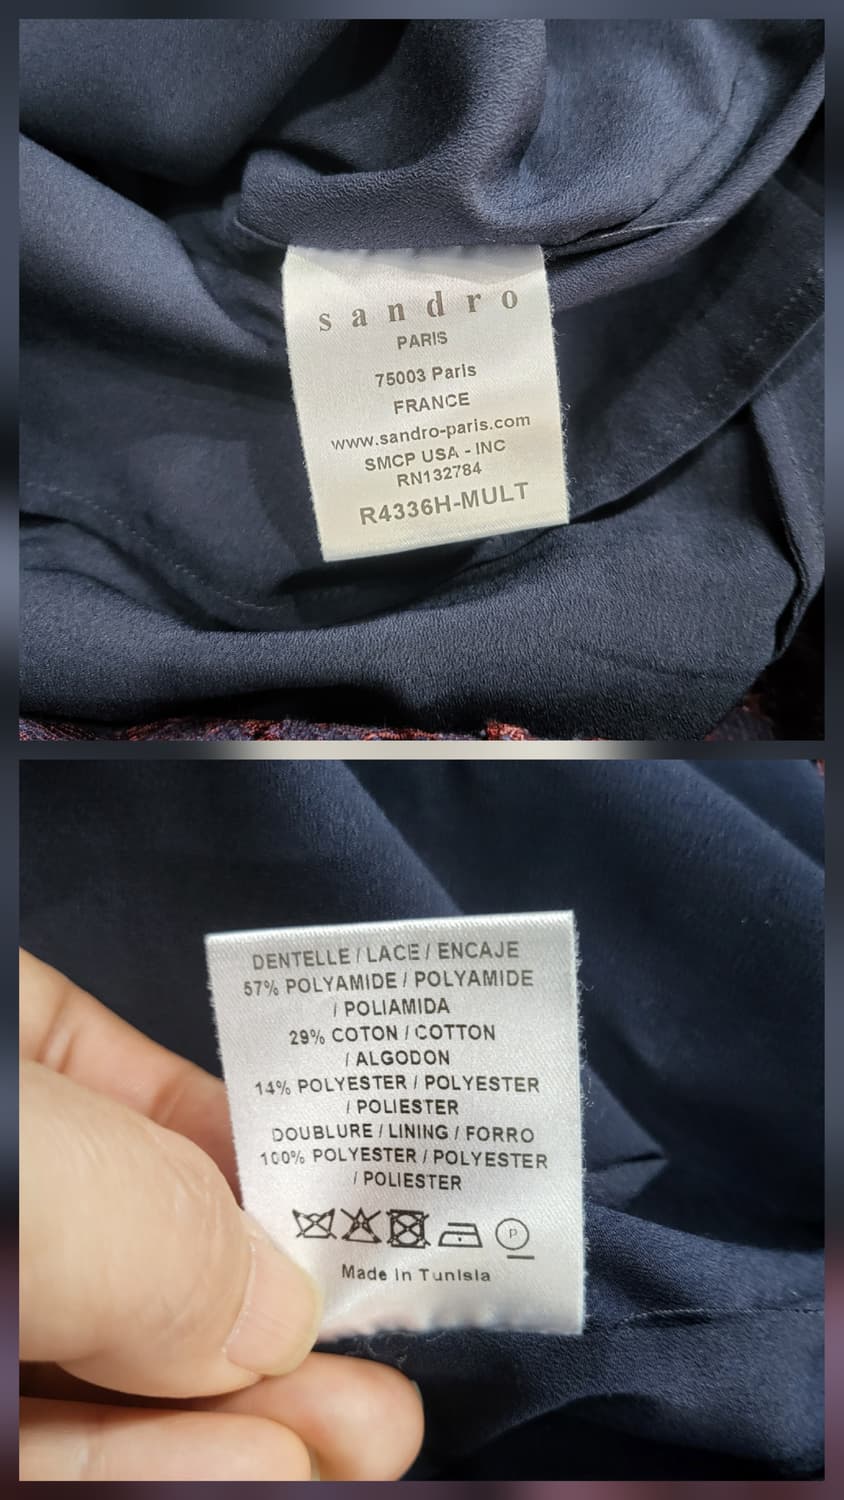 sandro
PARIS
75003 Paris
FRANCE
www.sandro-paris.com
SMCP USA - INC
RN132784
R4336H-MULT
DENTELLE / LACE / ENCAJE
57% POLYAMIDE / POLYAMIDE
/ POLIAMIDA
29% COTON / COTTON
/ ALGODON
14% POLYESTER / POLYESTER
/ POLIESTER
DOUBLURE / LINING / FORRO
100% POLYESTER / POLYESTER
/ POLIESTER
P
Made in Tunisia